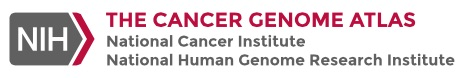 NIH
THE CANCER GENOME ATLAS
National Cancer Institute
National Human Genome Research Institute